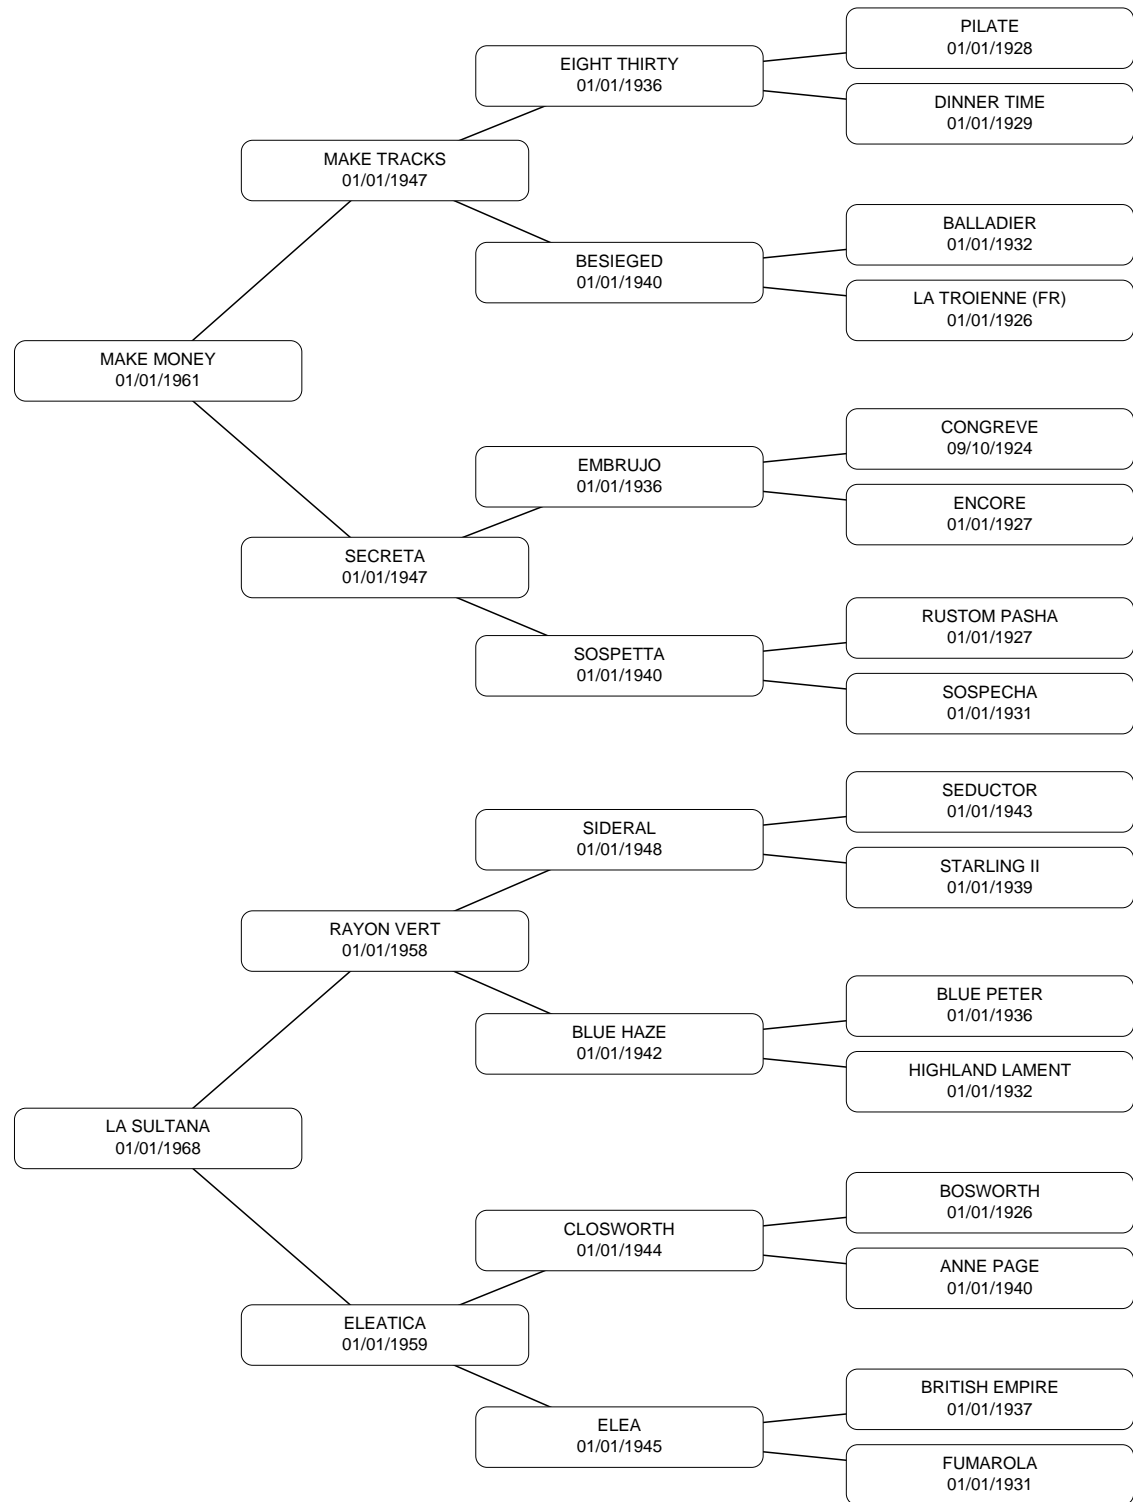 PILATE
01/01/1928
EIGHT THIRTY
01/01/1936
DINNER TIME
01/01/1929
MAKE TRACKS
01/01/1947
BALLADIER
01/01/1932
BESIEGED
01/01/1940
LA TROIENNE (FR)
01/01/1926
MAKE MONEY
01/01/1961
CONGREVE
09/10/1924
EMBRUJO
01/01/1936
ENCORE
01/01/1927
SECRETA
01/01/1947
RUSTOM PASHA
01/01/1927
SOSPETTA
01/01/1940
SOSPECHA
01/01/1931
SEDUCTOR
01/01/1943
SIDERAL
01/01/1948
STARLING II
01/01/1939
RAYON VERT
01/01/1958
BLUE PETER
01/01/1936
BLUE HAZE
01/01/1942
HIGHLAND LAMENT
01/01/1932
LA SULTANA
01/01/1968
BOSWORTH
01/01/1926
CLOSWORTH
01/01/1944
ANNE PAGE
01/01/1940
ELEATICA
01/01/1959
BRITISH EMPIRE
01/01/1937
ELEA
01/01/1945
FUMAROLA
01/01/1931